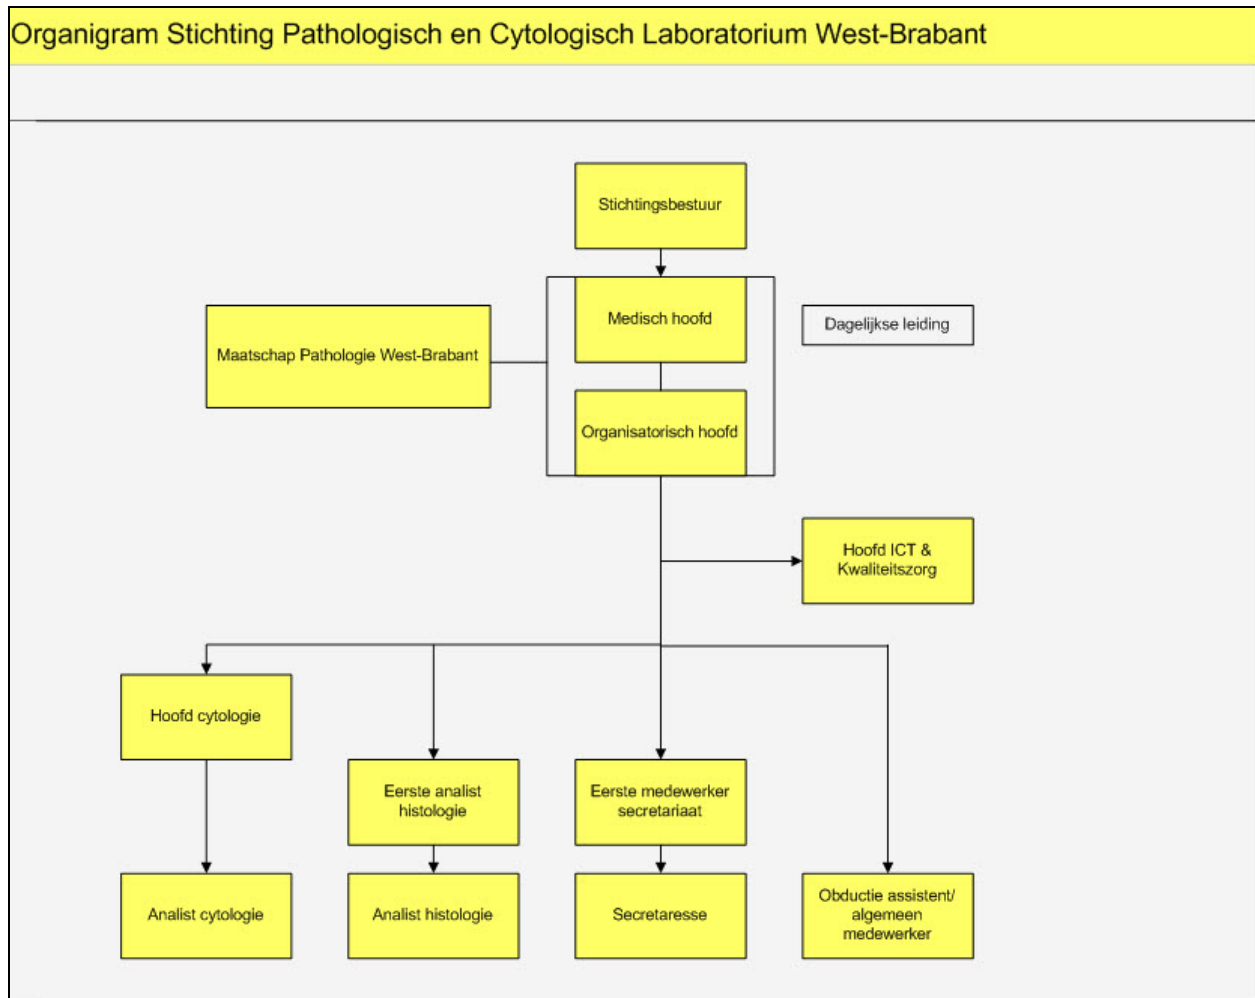 Organigram Stichting Pathologisch en Cytologisch Laboratorium West-Brabant
Stichtingsbestuur
Medisch hoofd
Dagelijkse leiding
Maatschap Pathologie West-Brabant
Organisatorisch hoofd
Hoofd ICT &
Kwaliteitszorg
Hoofd cytologie
Eerste analist
histologie
Eerste medewerker
secretariaat
Analist cytologie
Analist histologie
Secretaresse
Obductie assistent/
algemeen
medewerker